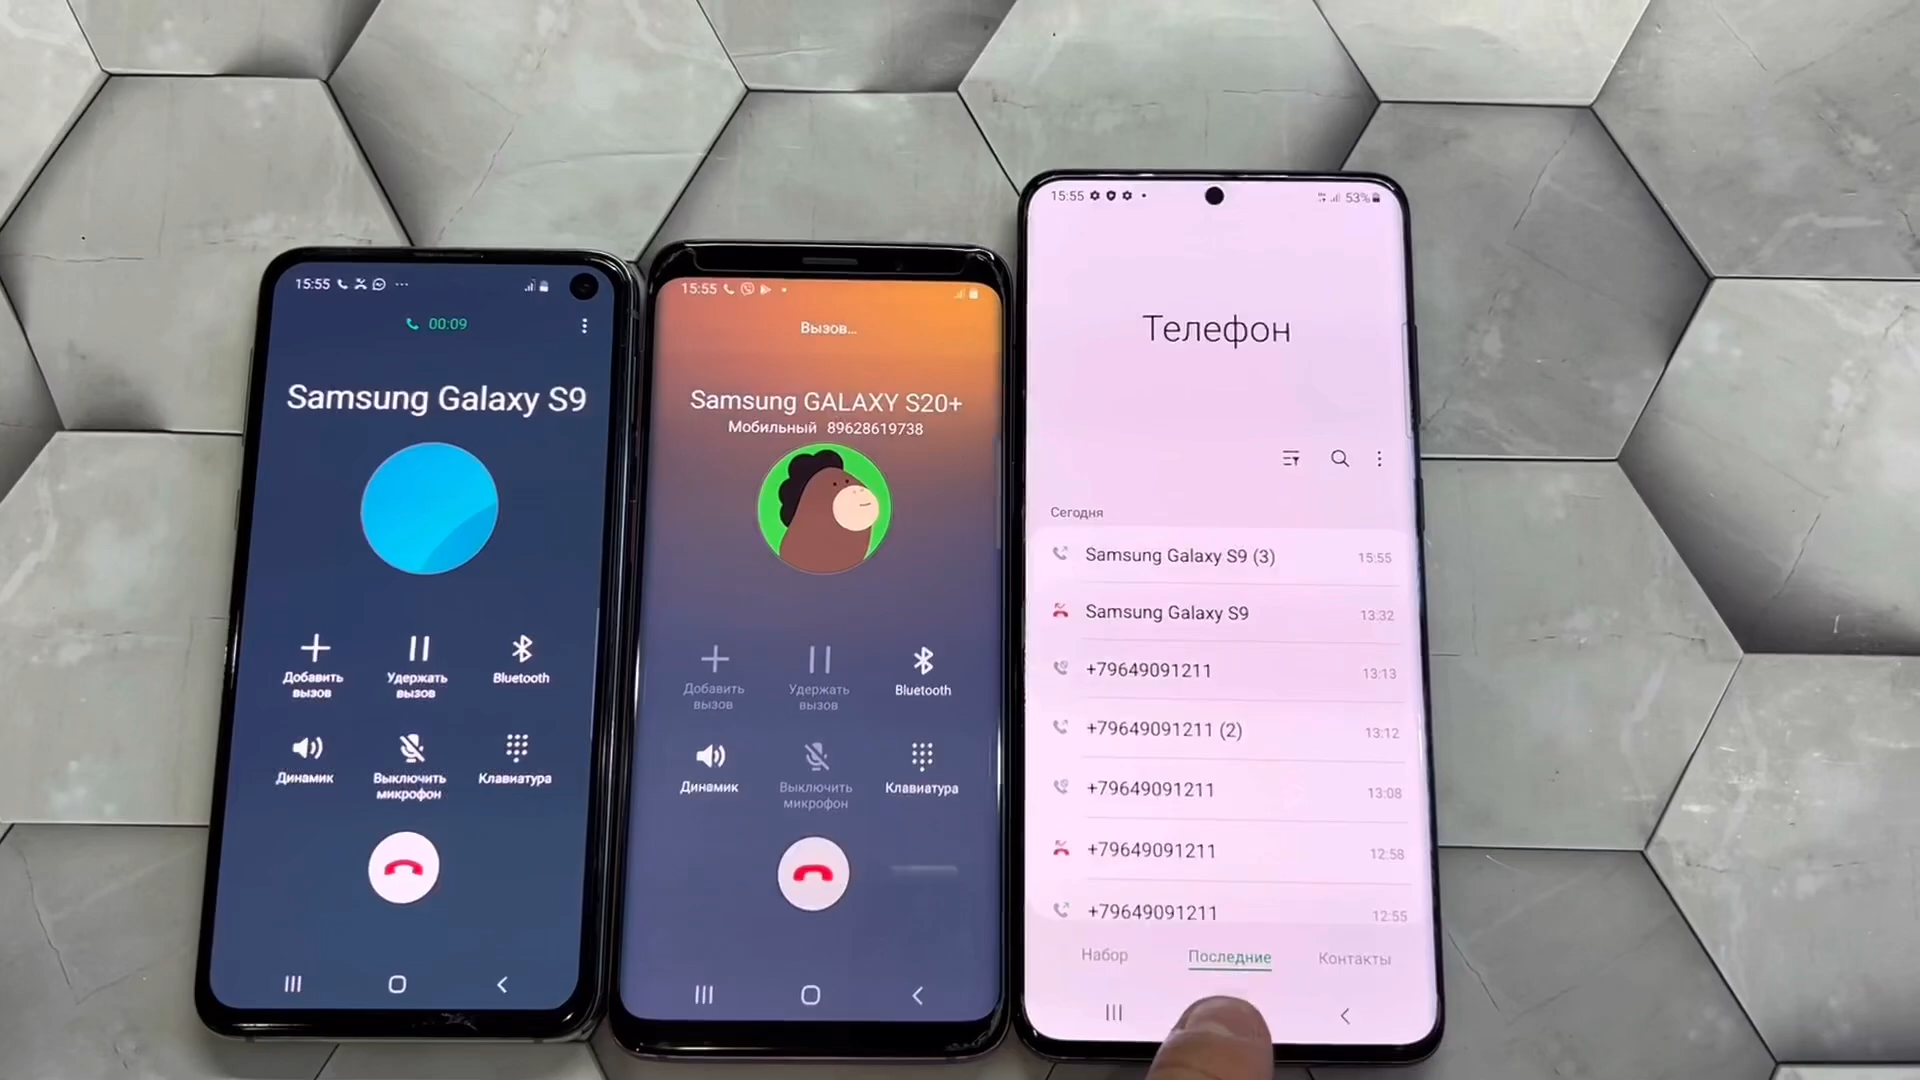 15:55
00:09
Samsung Galaxy S9
Добавить
вызов
Удержать
вызов
Bluetooth
Динамик
Выключить
микрофон
Клавиатура
15:55
Вызов...
Samsung GALAXY S20+
Мобильный 89628619738
Добавить
вызов
Удержать
вызов
Bluetooth
Динамик
Выключить
микрофон
Клавиатура
15:55 53%
Телефон
Сегодня
Samsung Galaxy S9 (3) 15:55
Samsung Galaxy S9 13:32
+79649091211 13:13
+79649091211 (2) 13:12
+79649091211 13:08
+79649091211 12:58
+79649091211 12:55
Набор Последние Контакты